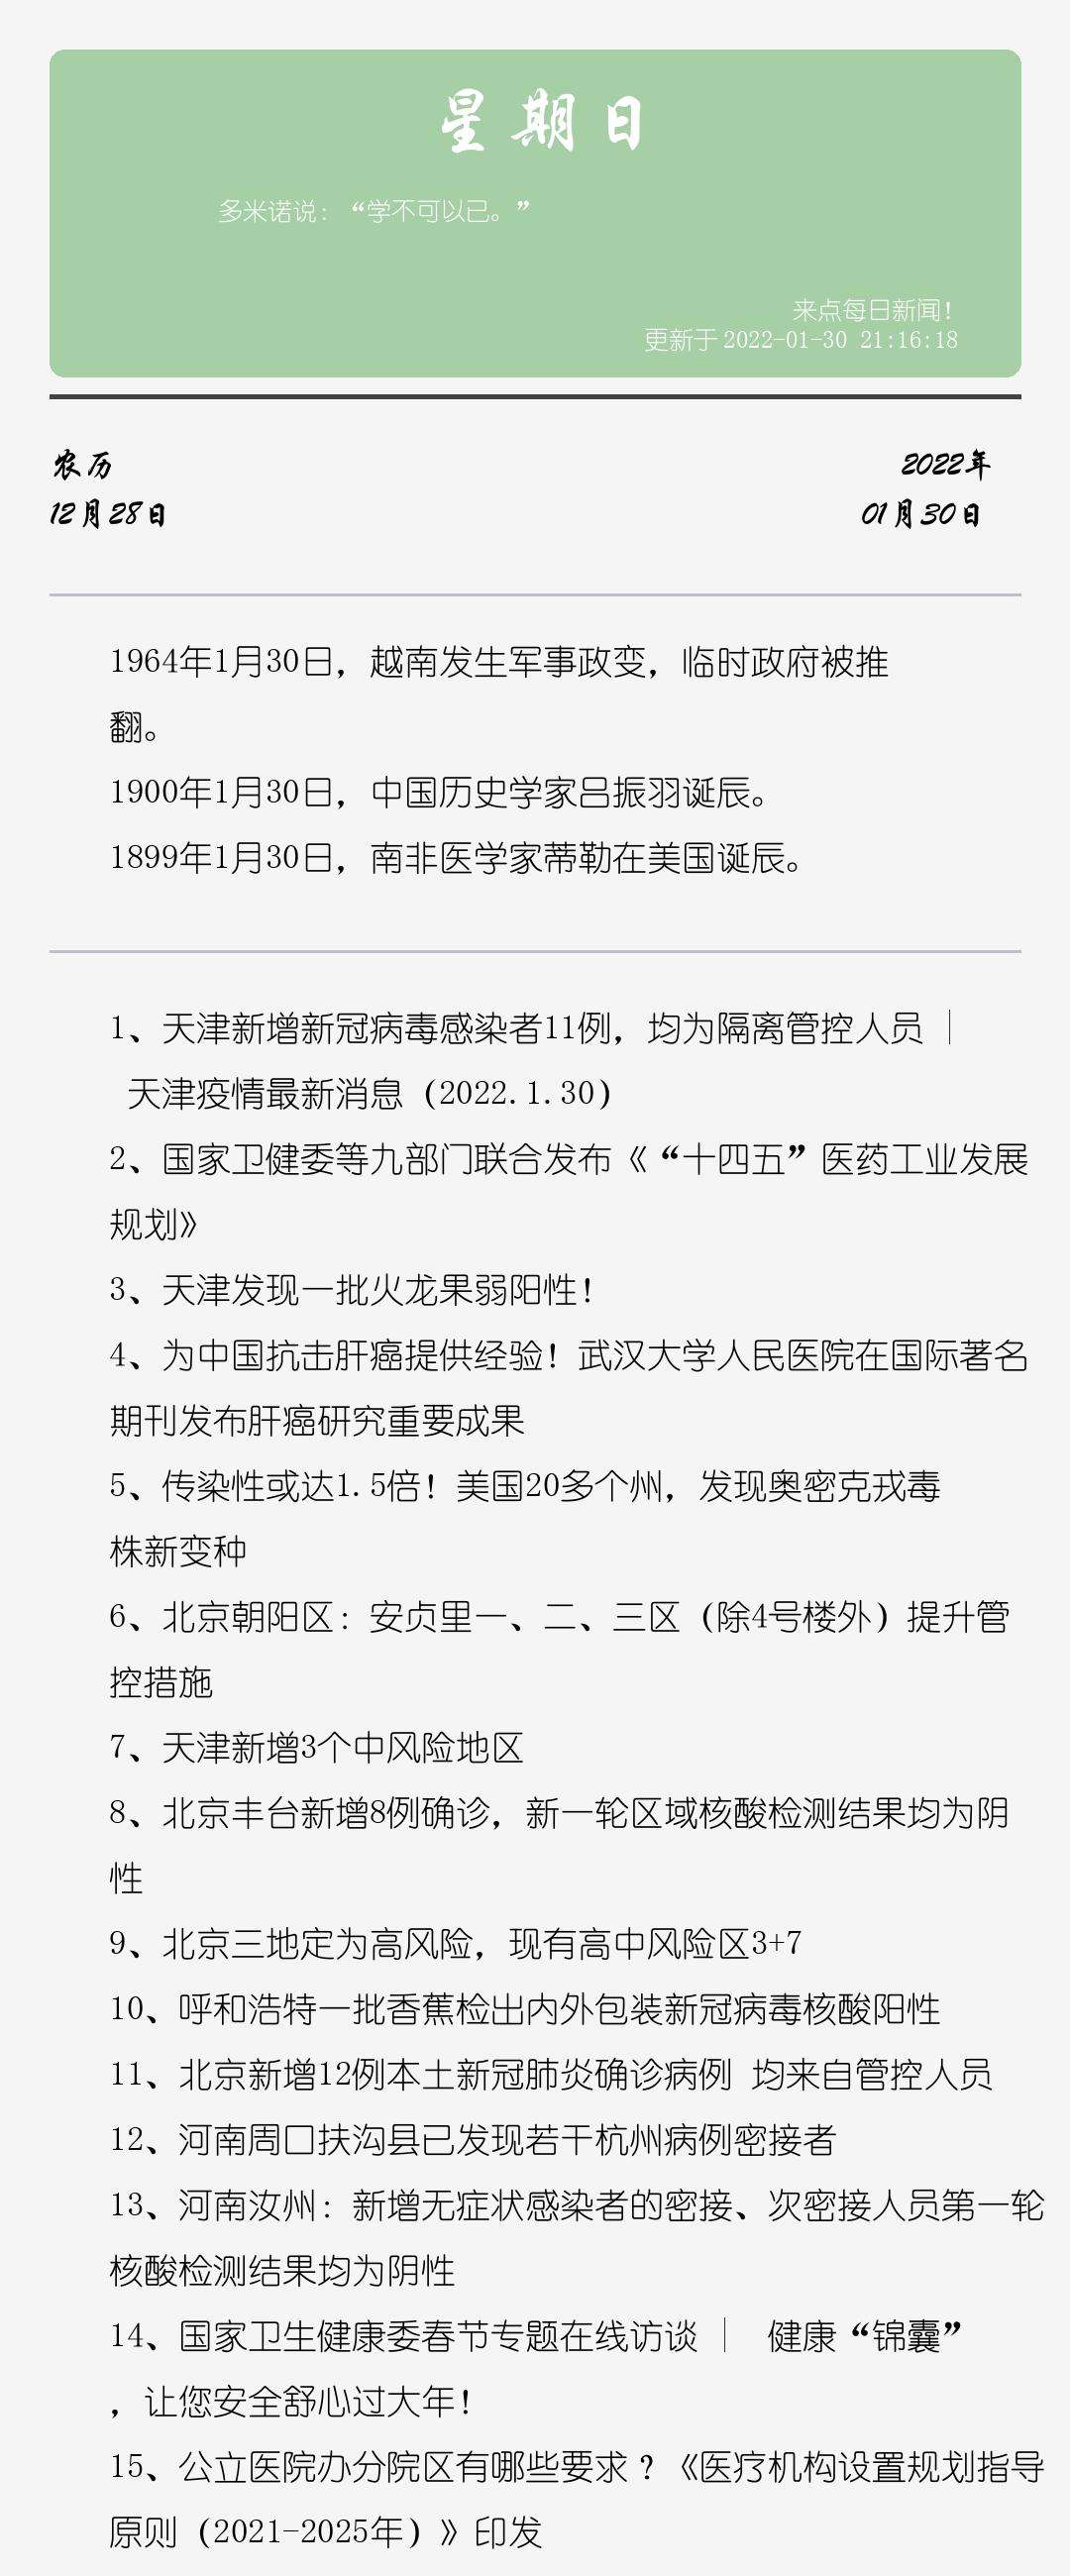 星期日
多米诺说：“学不可以已。”
来点每日新闻！
更新于 2022-01-30 21:16:18
农历
2022年
12月28日
01月30日
1964年1月30日，越南发生军事政变，临时政府被推
翻。
1900年1月30日，中国历史学家吕振羽诞辰。
1899年1月30日，南非医学家蒂勒在美国诞辰。
1、天津新增新冠病毒感染者11例，均为隔离管控人员｜
天津疫情最新消息（2022.1.30）
2、国家卫健委等九部门联合发布《“十四五”医药工业发展
规划》
3、天津发现一批火龙果弱阳性！
4、为中国抗击肝癌提供经验！武汉大学人民医院在国际著名
期刊发布肝癌研究重要成果
5、传染性或达1.5倍！美国20多个州，发现奥密克戎毒
株新变种
6、北京朝阳区：安贞里一、二、三区（除4号楼外）提升管
控措施
7、天津新增3个中风险地区
8、北京丰台新增8例确诊，新一轮区域核酸检测结果均为阴
性
9、北京三地定为高风险，现有高中风险区3+7
10、呼和浩特一批香蕉检出内外包装新冠病毒核酸阳性
11、北京新增12例本土新冠肺炎确诊病例 均来自管控人员
12、河南周口扶沟县已发现若干杭州病例密接者
13、河南汝州：新增无症状感染者的密接、次密接人员第一轮
核酸检测结果均为阴性
14、国家卫生健康委春节专题在线访谈｜ 健康“锦囊”
，让您安全舒心过大年！
15、公立医院办分院区有哪些要求？《医疗机构设置规划指导
原则（2021-2025年）》印发